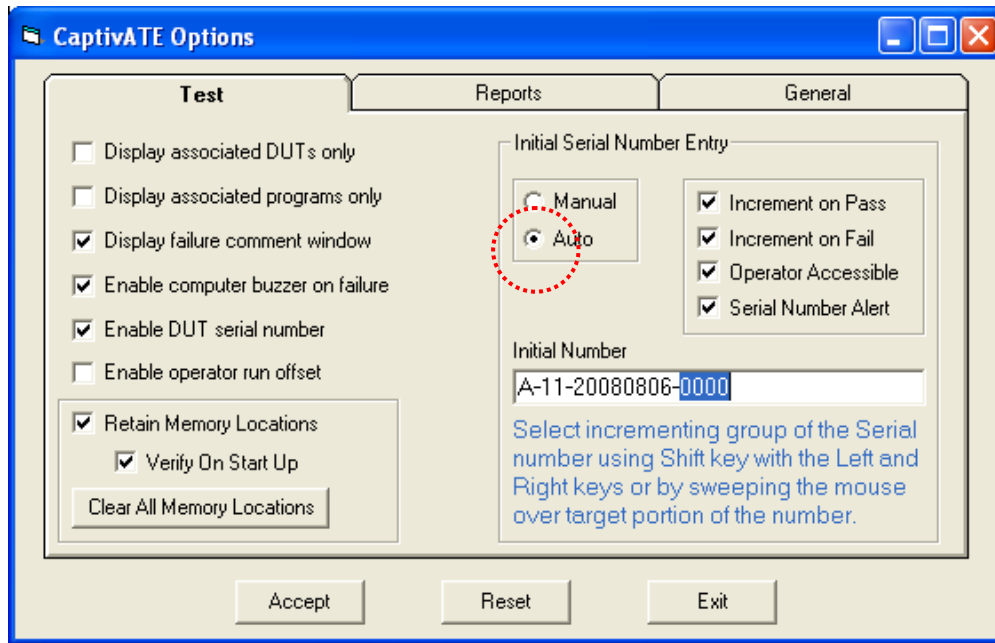 CaptivATE Options
Test
Reports
General
Display associated DUTs only
Display associated programs only
Display failure comment window
Enable computer buzzer on failure
Enable DUT serial number
Enable operator run offset
Retain Memory Locations
Verify On Start Up
Clear All Memory Locations
Initial Serial Number Entry
Manual
Auto
Increment on Pass
Increment on Fail
Operator Accessible
Serial Number Alert
Initial Number
A-11-20080806-0000
Select incrementing group of the Serial
number using Shift key with the Left and
Right keys or by sweeping the mouse
over target portion of the number.
Accept
Reset
Exit